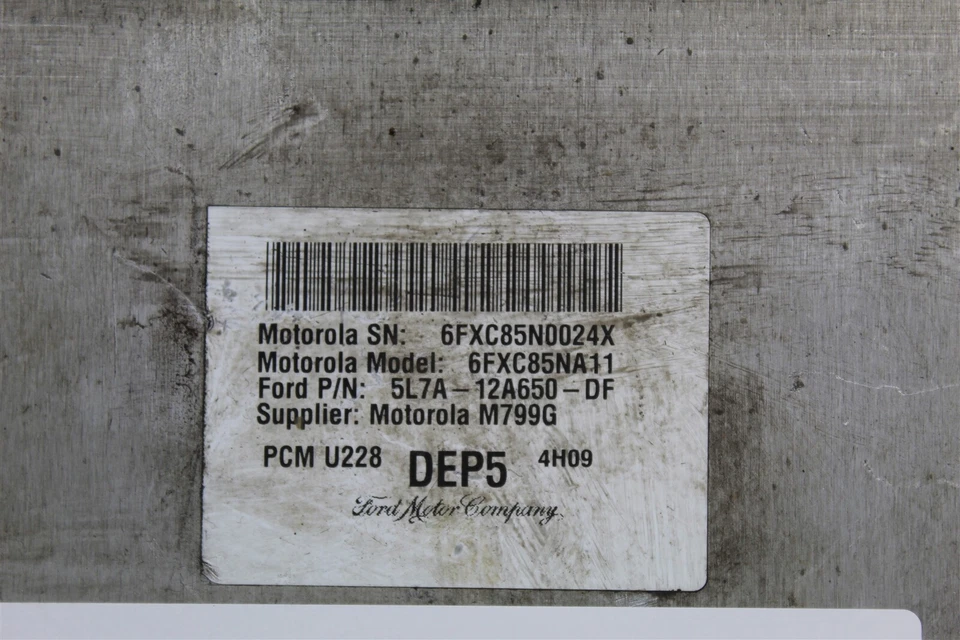 Motorola SN: 6FXC85N0024X
Motorola Model: 6FXC85NA11
Ford P/N: 5L7A-12A650-DF
Supplier: Motorola M799G
PCM U228 DEP5 4H09
Ford Motor Company